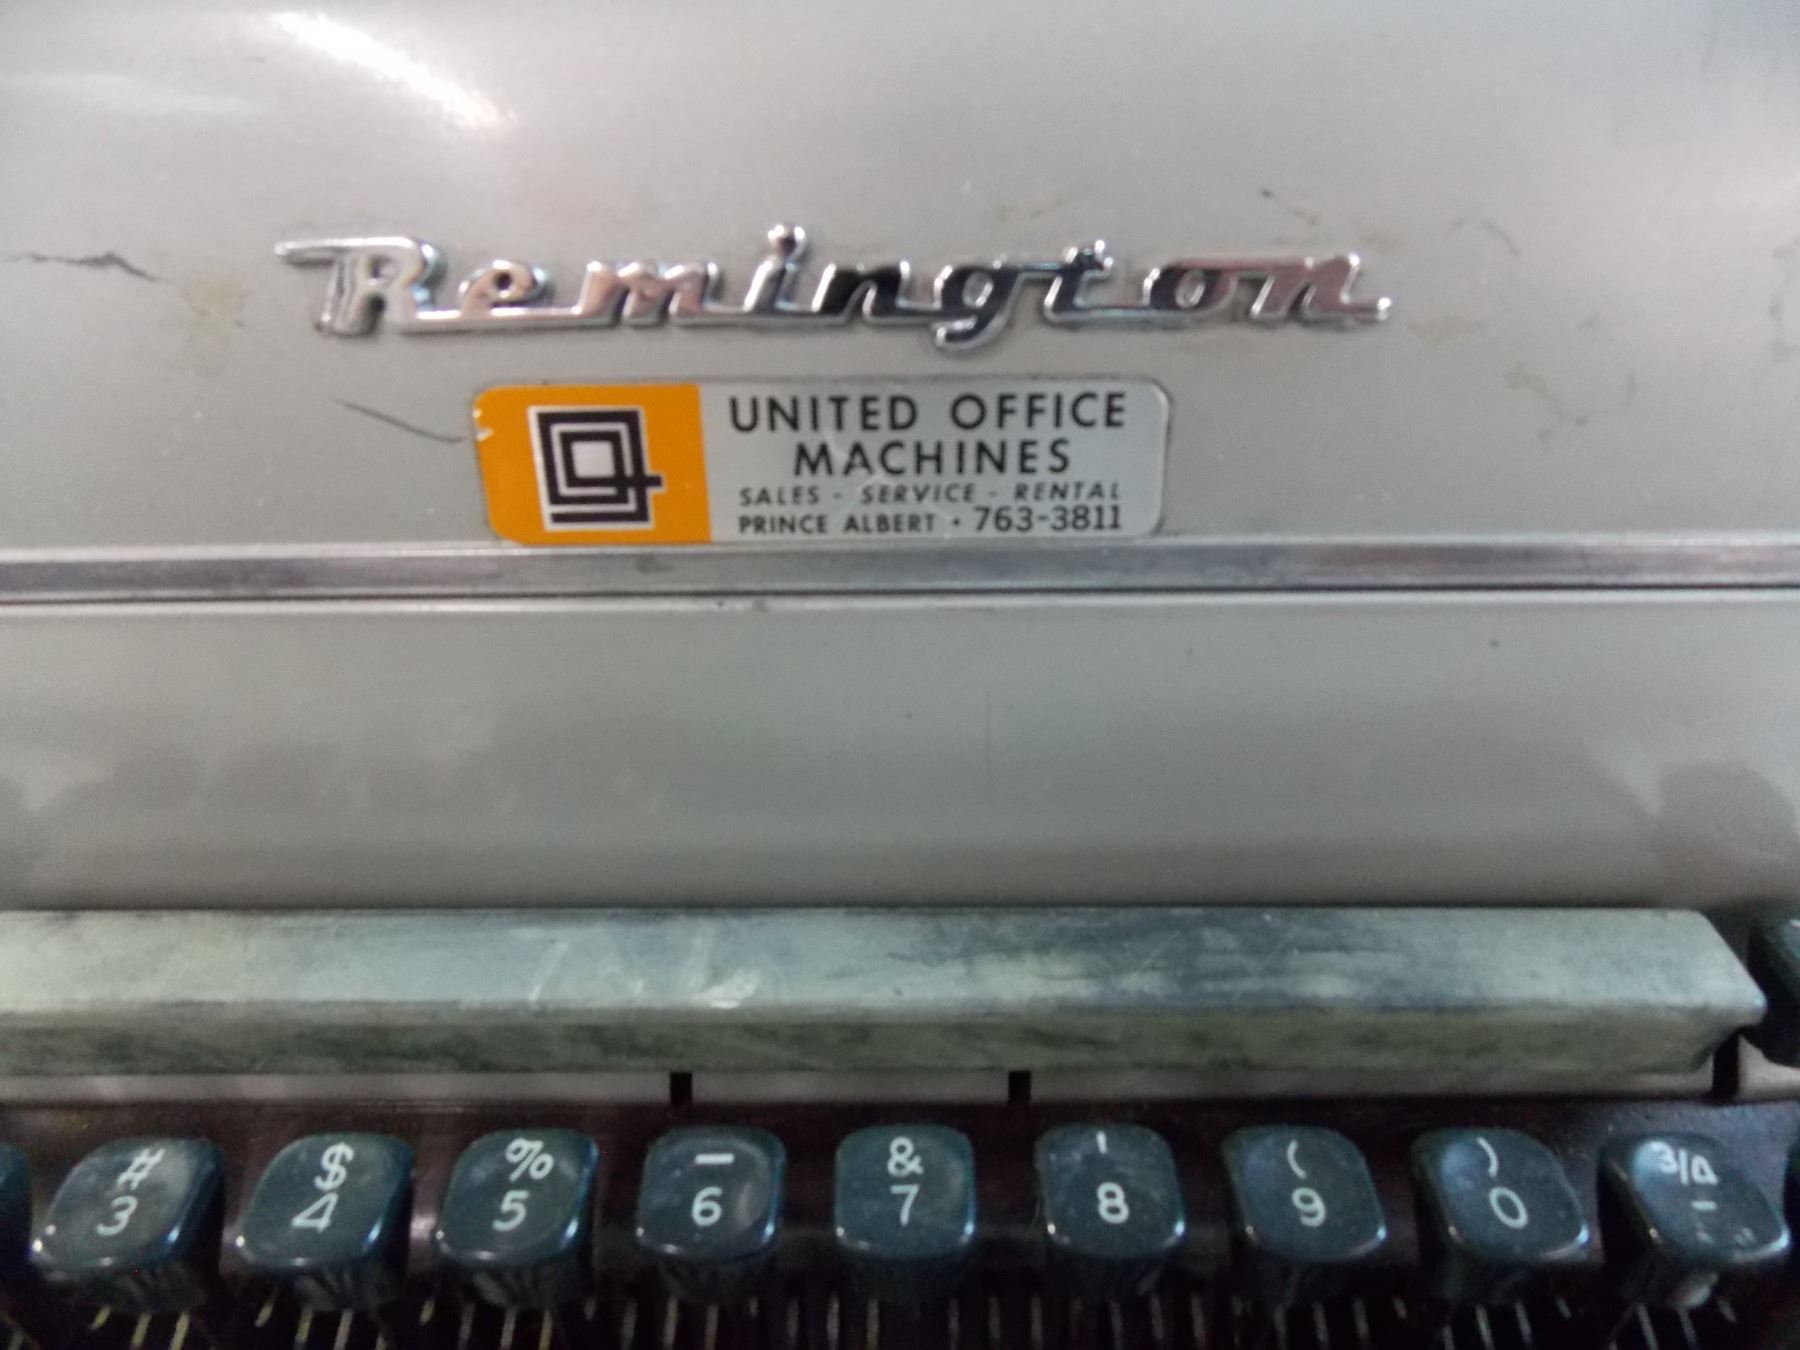 Remington
UNITED OFFICE
MACHINES
SALES - SERVICE - RENTAL
PRINCE ALBERT · 763-3811
# $ % _ & ' ( ) 3/4
3 4 5 6 7 8 9 0 -